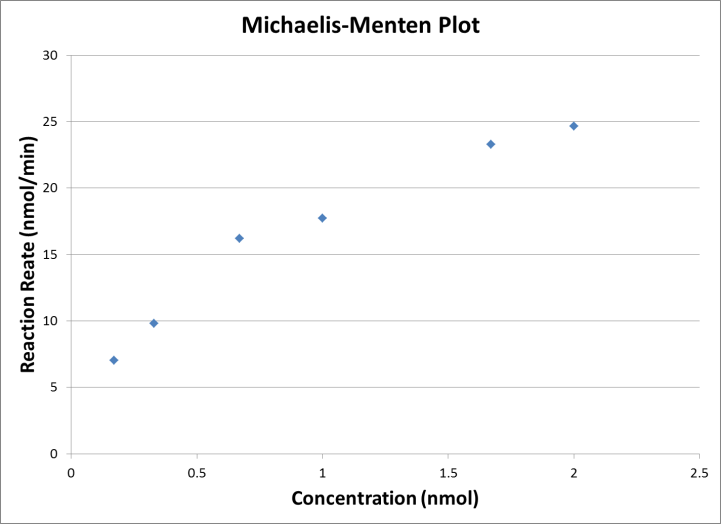 Michaelis-Menten Plot
30
25
20
15
10
5
0
Reaction Reate (nmol/min)
0 0.5 1 1.5 2 2.5
Concentration (nmol)